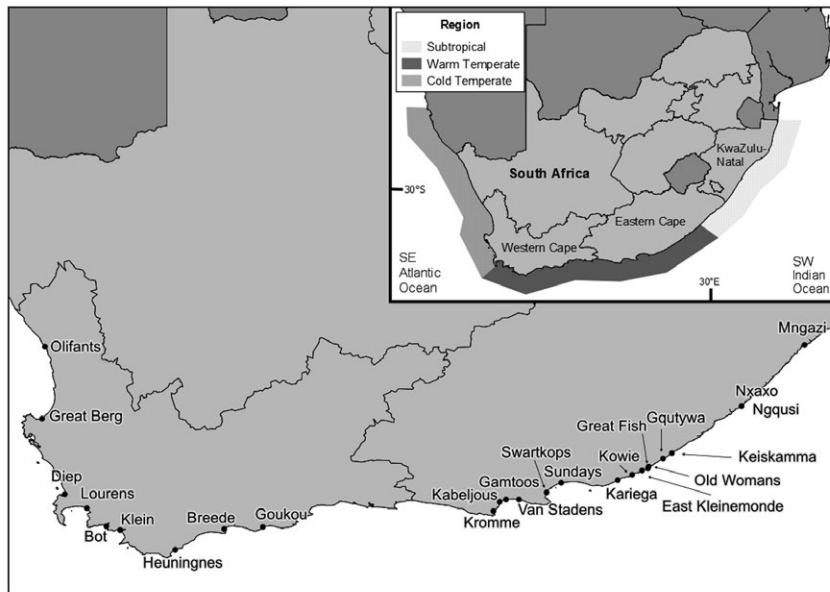 Region
Subtropical
Warm Temperate
Cold Temperate
KwaZulu-
Natal
South Africa
30°S
Eastern Cape
Western Cape
SE
Atlantic
Ocean
SW
Indian
Ocean
30°E
Mngazi
Olifants
Nxaxo
Ngqusi
Great Berg
Gqutywa
Great Fish
Keiskamma
Swartkops
Kowie
Old Womans
Diep
Sundays
Lourens
Gamtoos
Kariega
Kabeljous
East Kleinemonde
Van Stadens
Kromme
Breede
Goukou
Klein
Bot
Heuningnes